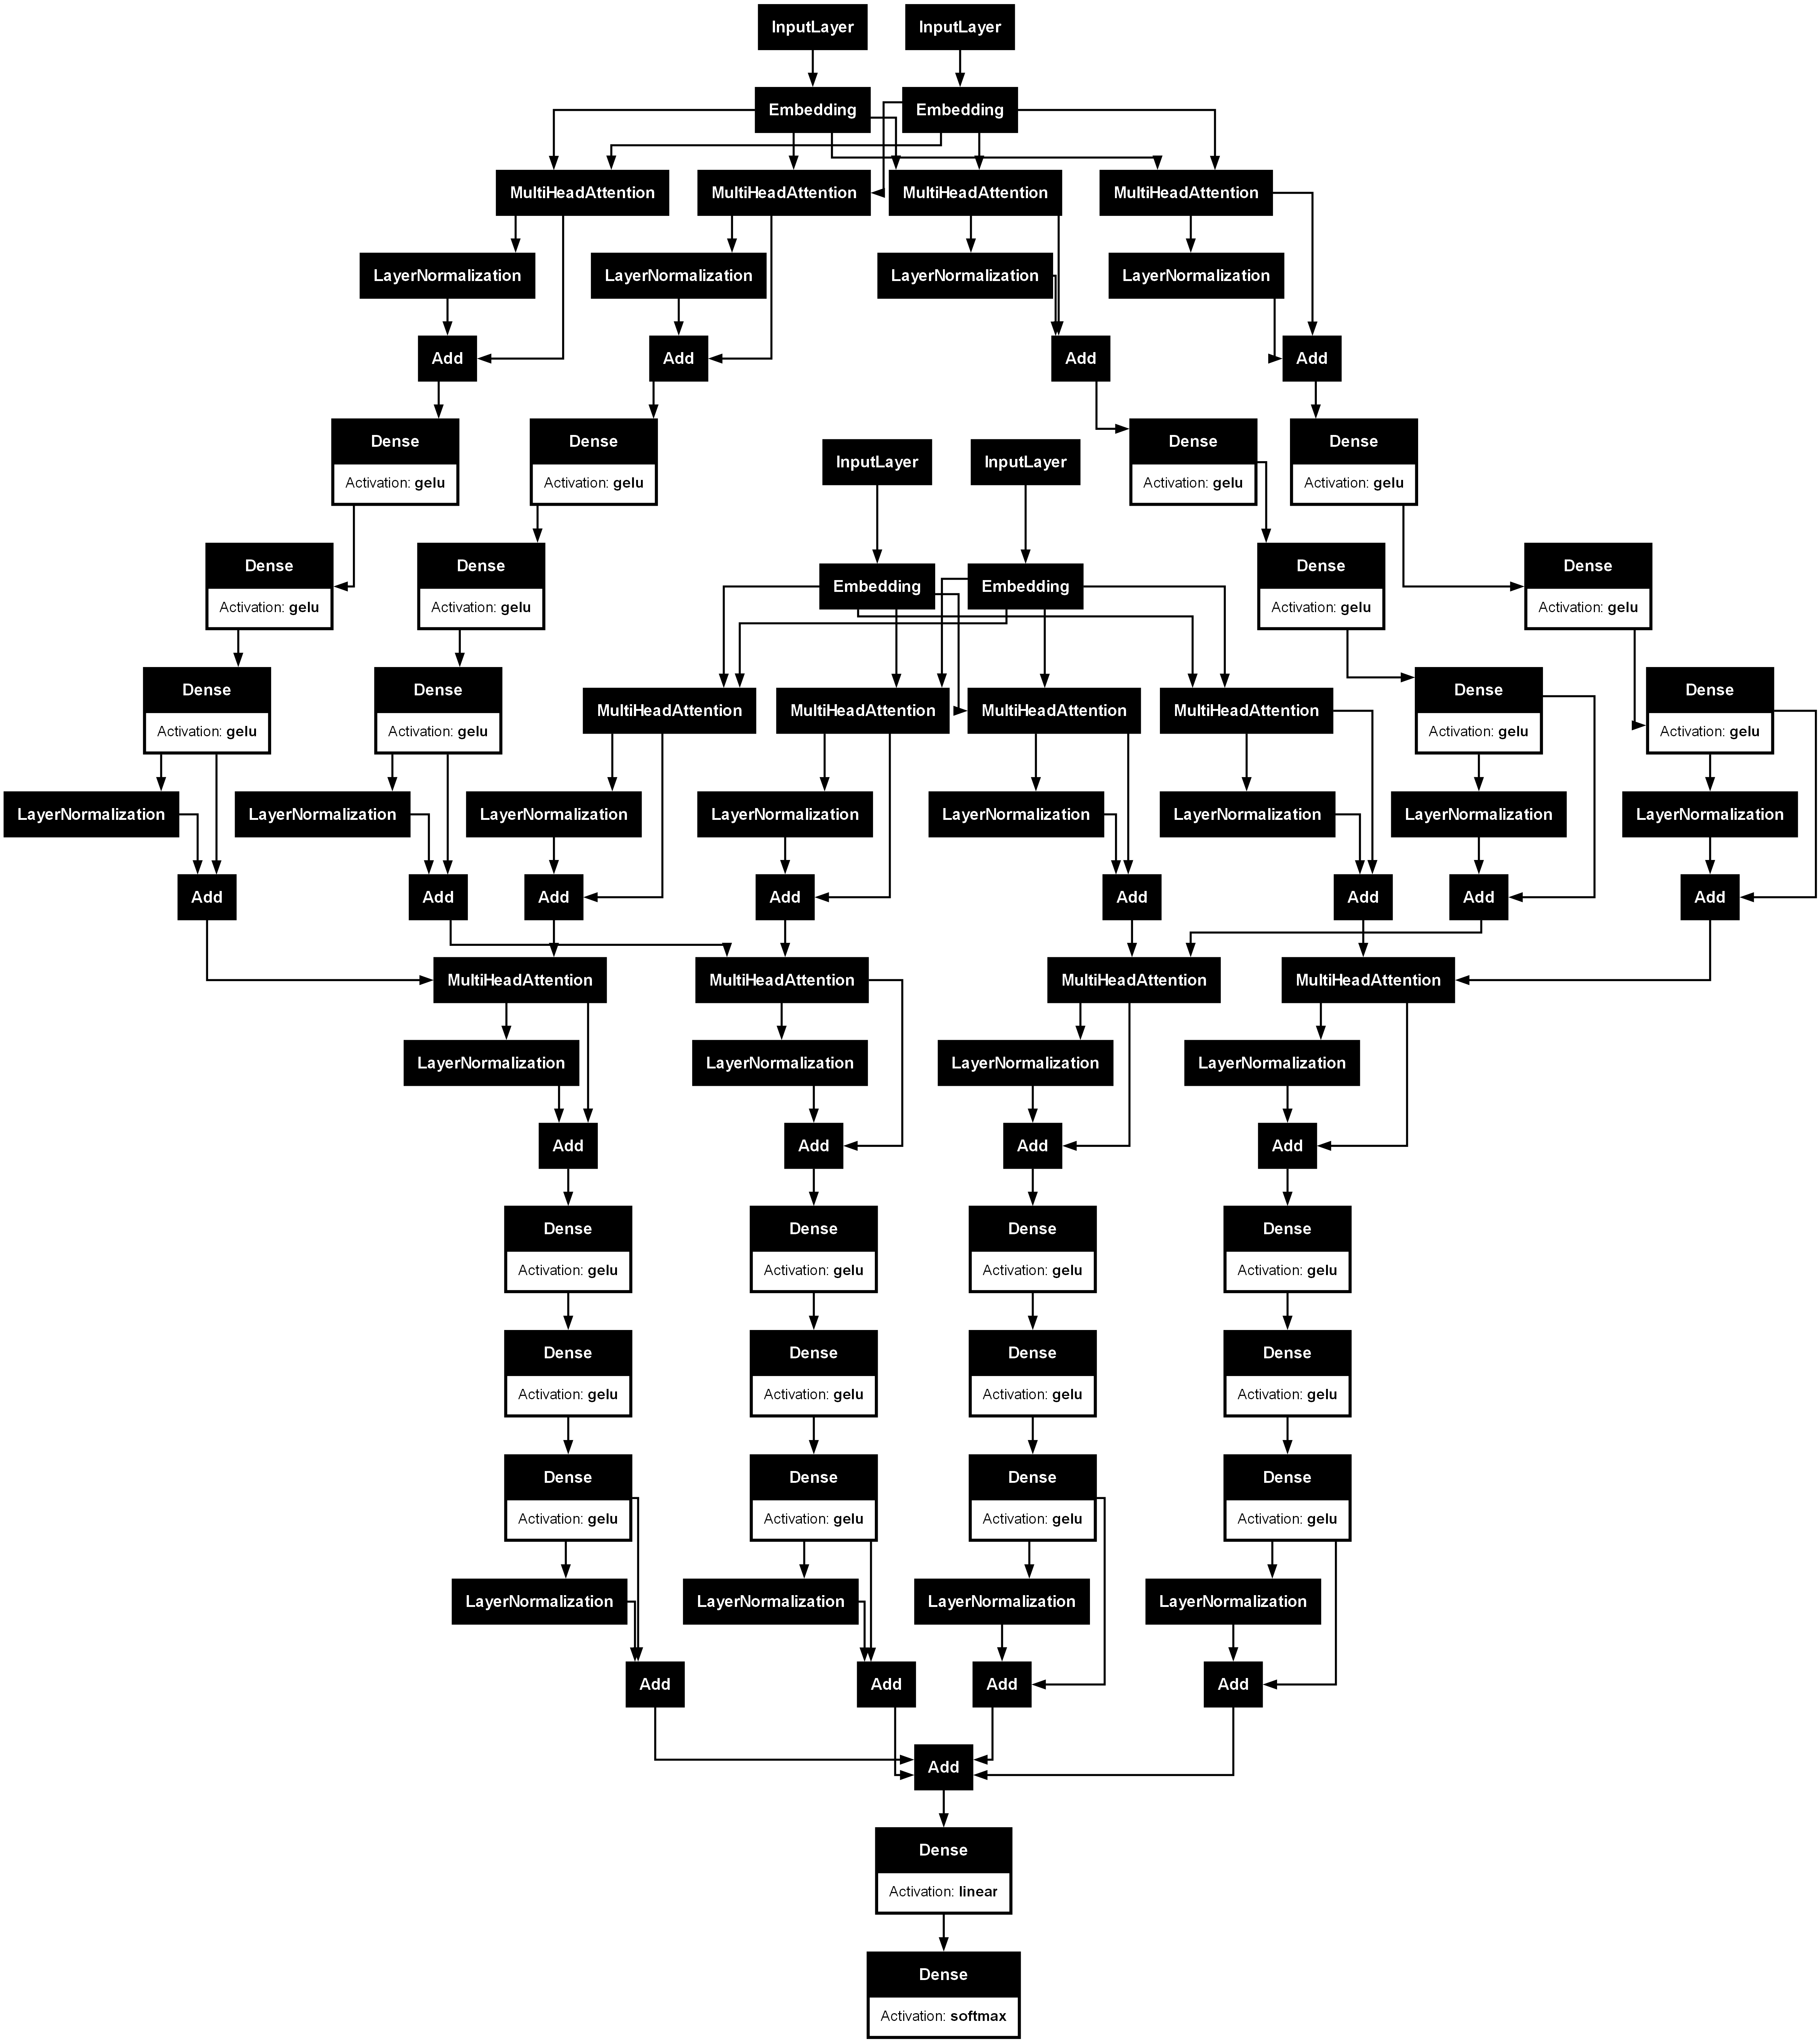 InputLayer InputLayer
Embedding Embedding
MultiHeadAttention MultiHeadAttention MultiHeadAttention MultiHeadAttention
LayerNormalization LayerNormalization LayerNormalization LayerNormalization
Add Add Add Add
Dense Dense Dense Dense
InputLayer InputLayer
Activation: gelu Activation: gelu Activation: gelu Activation: gelu
Dense Dense Dense Dense
Embedding Embedding
Activation: gelu Activation: gelu Activation: gelu Activation: gelu
Dense Dense Dense Dense
MultiHeadAttention MultiHeadAttention MultiHeadAttention MultiHeadAttention
Activation: gelu Activation: gelu Activation: gelu Activation: gelu
LayerNormalization LayerNormalization LayerNormalization LayerNormalization LayerNormalization LayerNormalization LayerNormalization LayerNormalization
Add Add Add Add Add Add Add Add
MultiHeadAttention MultiHeadAttention MultiHeadAttention MultiHeadAttention
LayerNormalization LayerNormalization LayerNormalization LayerNormalization
Add Add Add Add
Dense Dense Dense Dense
Activation: gelu Activation: gelu Activation: gelu Activation: gelu
Dense Dense Dense Dense
Activation: gelu Activation: gelu Activation: gelu Activation: gelu
Dense Dense Dense Dense
Activation: gelu Activation: gelu Activation: gelu Activation: gelu
LayerNormalization LayerNormalization LayerNormalization LayerNormalization
Add Add Add Add
Add
Dense
Activation: linear
Dense
Activation: softmax